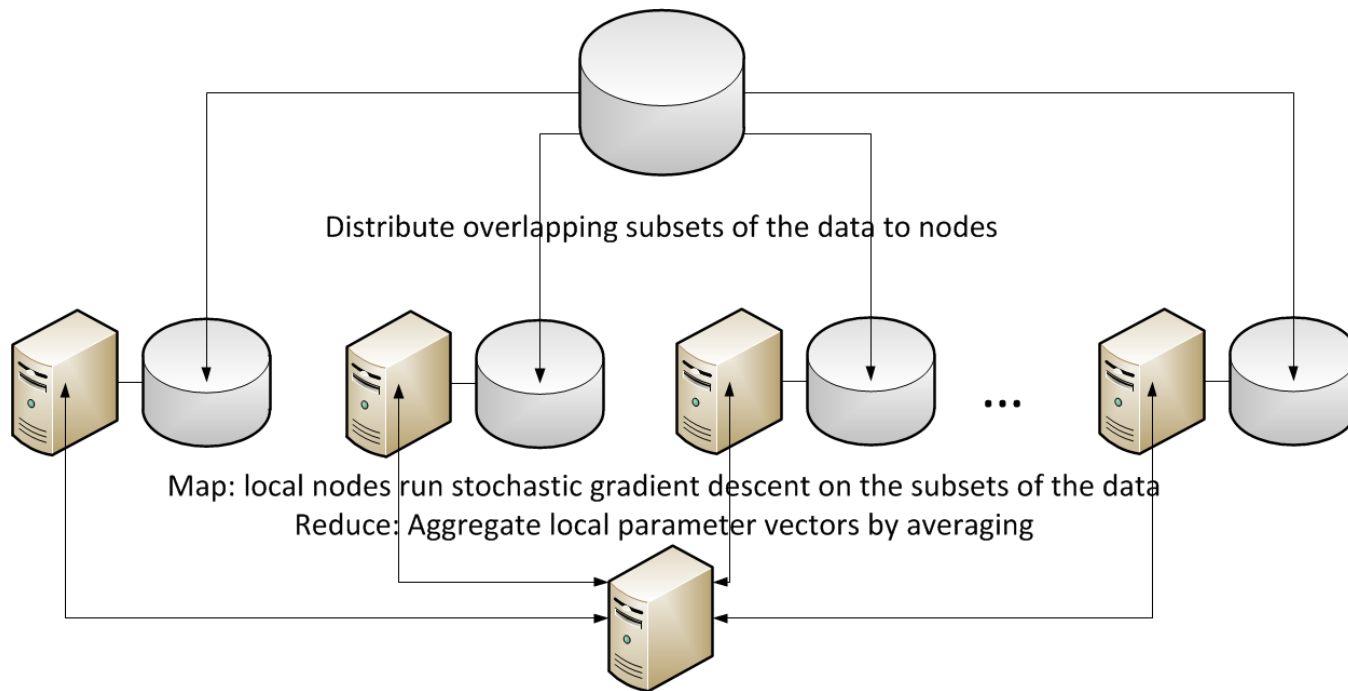 Distribute overlapping subsets of the data to nodes
...
Map: local nodes run stochastic gradient descent on the subsets of the data
Reduce: Aggregate local parameter vectors by averaging